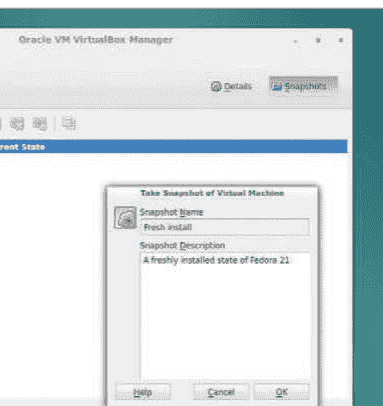 Oracle VM VirtualBox Manager
Details Snapshots
rent State
Take Snapshot of Virtual Machine
Snapshot Name
Fresh install
Snapshot Description
A freshly installed state of Fedora 21
Help Cancel OK